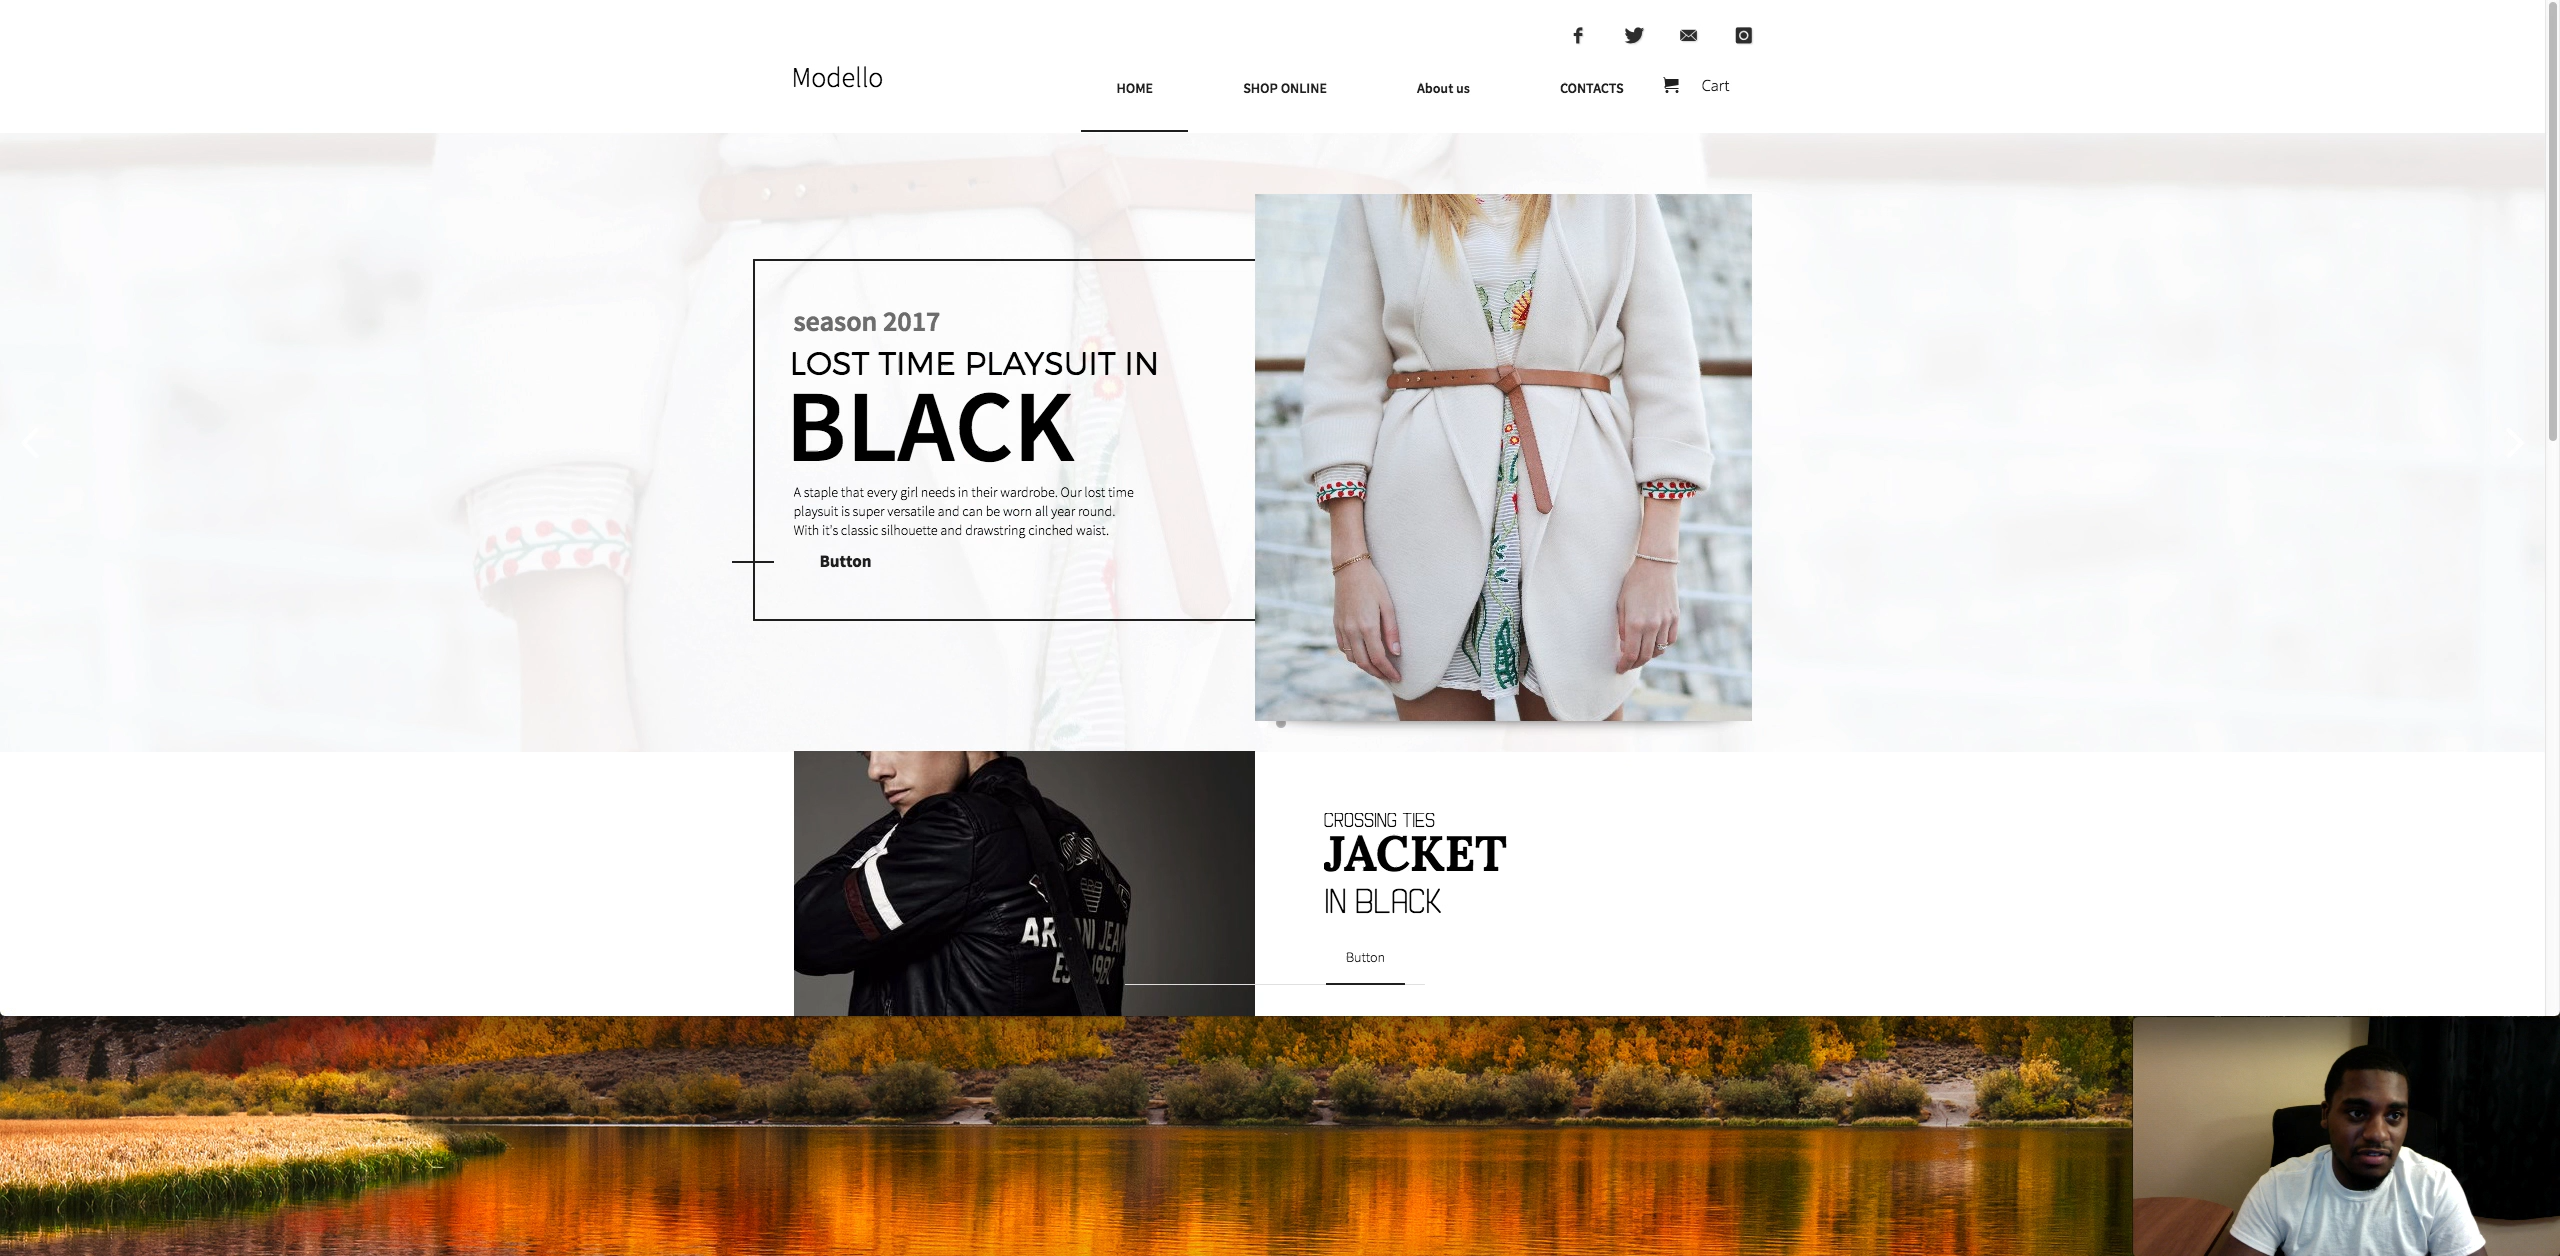 Modello
HOME
SHOP ONLINE
About us
CONTACTS
Cart
season 2017
LOST TIME PLAYSUIT IN
BLACK
A staple that every girl needs in their wardrobe. Our lost time
playsuit is super versatile and can be worn all year round.
With it's classic silhouette and drawstring cinched waist.
Button
CROSSING TIES
JACKET
IN BLACK
Button